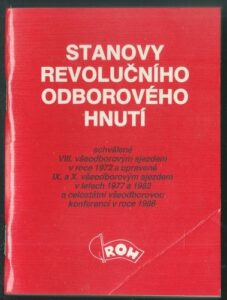 STANOVY
REVOLUČNÍHO
ODBOROVÉHO
HNUTÍ
schválené
VIII. všeodborovým sjezdem
v roce 1972 a upravené
IX. a X. všeodborovým sjezdem
v letech 1977 a 1982
a celostátní všeodborovou
konferencí v roce 1986
ROH